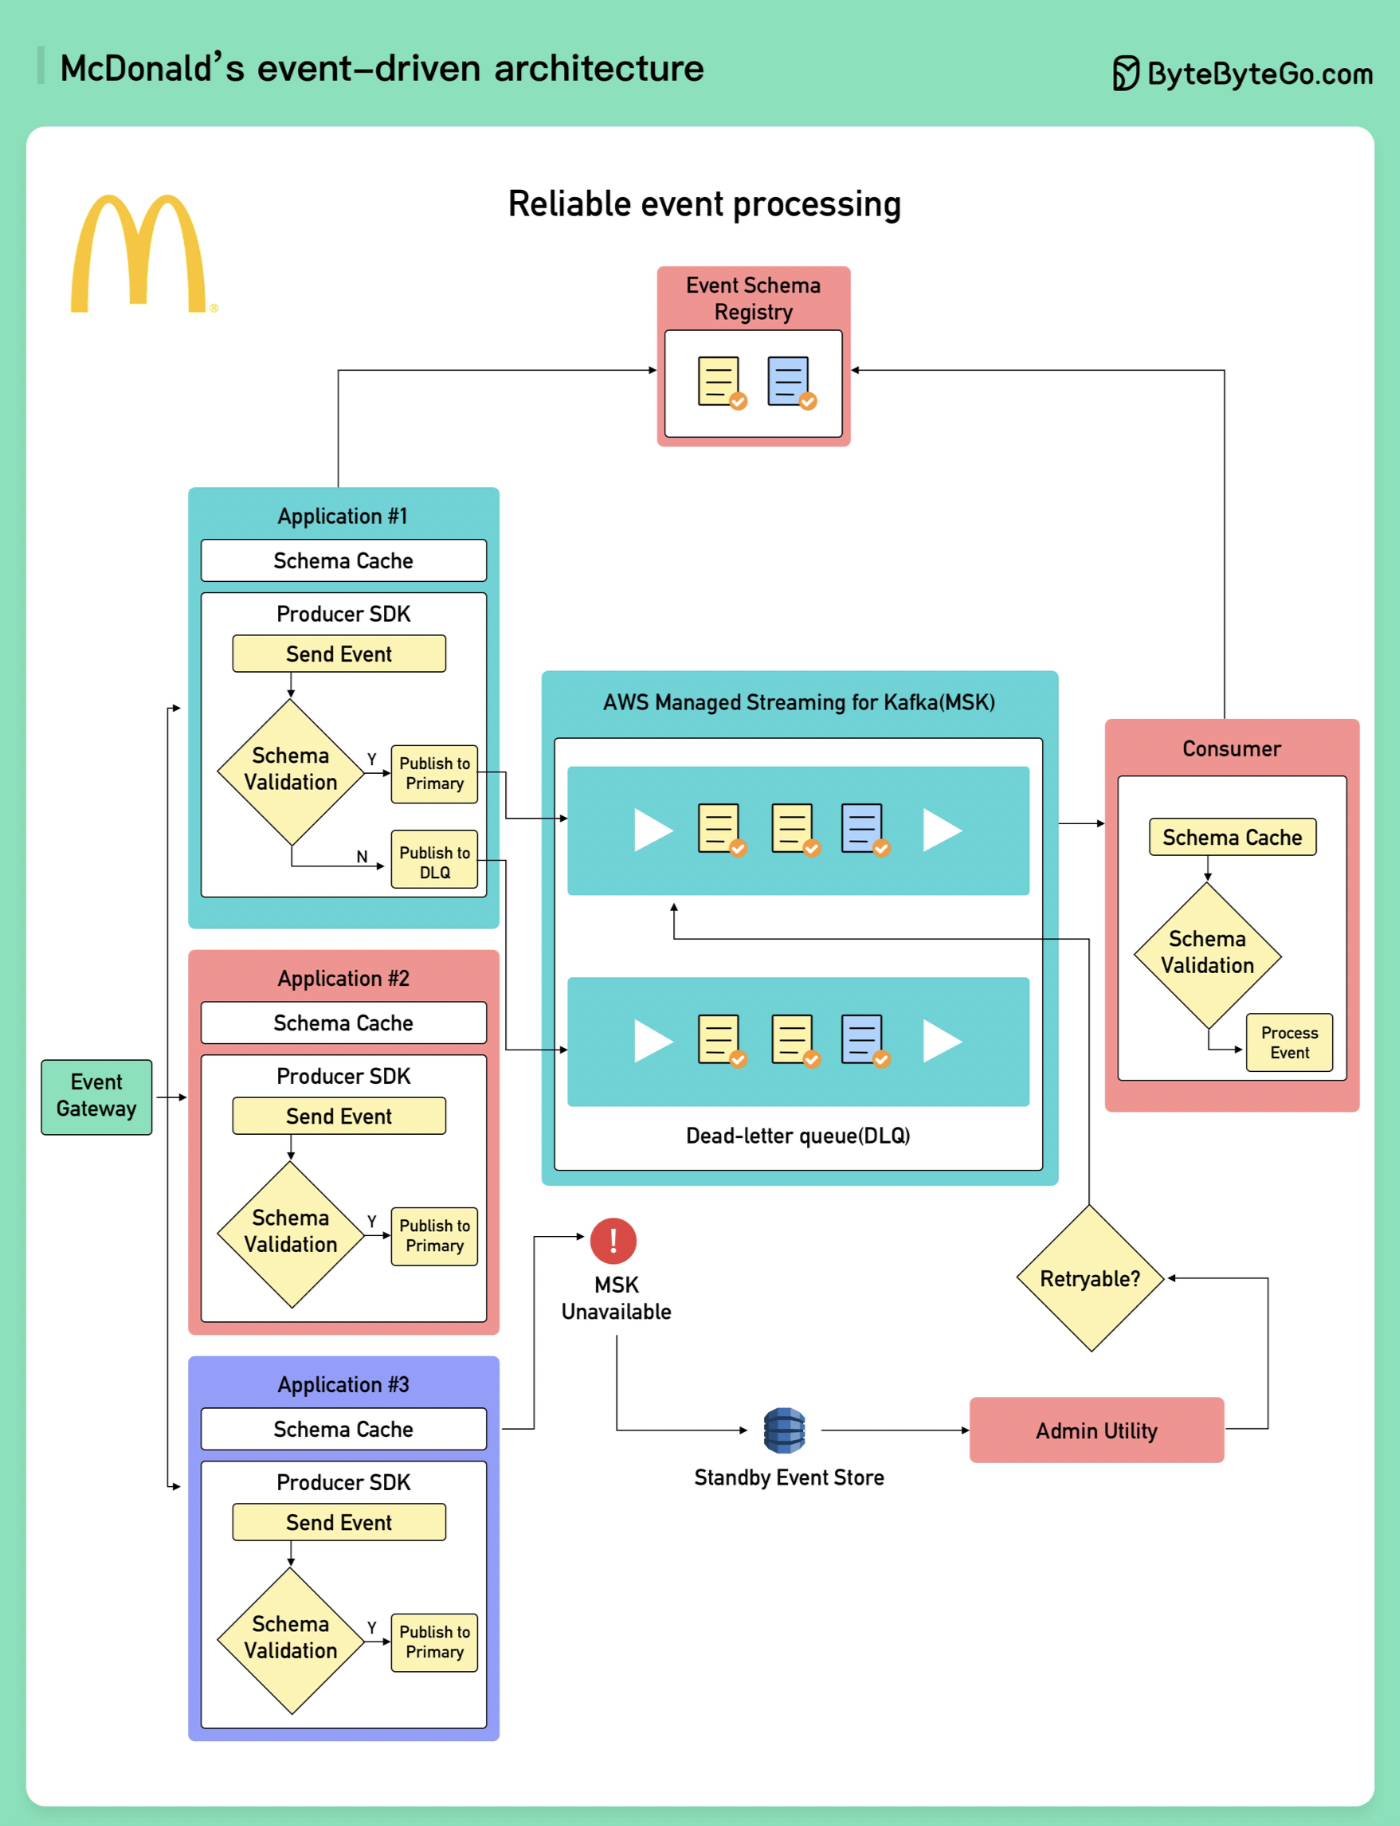 McDonald's event-driven architecture
ByteByteGo.com
Reliable event processing
®
Event Schema
Registry
Application #1
Schema Cache
Producer SDK
Send Event
Schema
Validation
Y
Publish to
Primary
N
Publish to
DLQ
AWS Managed Streaming for Kafka(MSK)
Dead-letter queue(DLQ)
Consumer
Schema Cache
Schema
Validation
Process
Event
Event
Gateway
Application #2
Schema Cache
Producer SDK
Send Event
Schema
Validation
Y
Publish to
Primary
!
MSK
Unavailable
Retryable?
Application #3
Schema Cache
Producer SDK
Send Event
Schema
Validation
Y
Publish to
Primary
Standby Event Store
Admin Utility